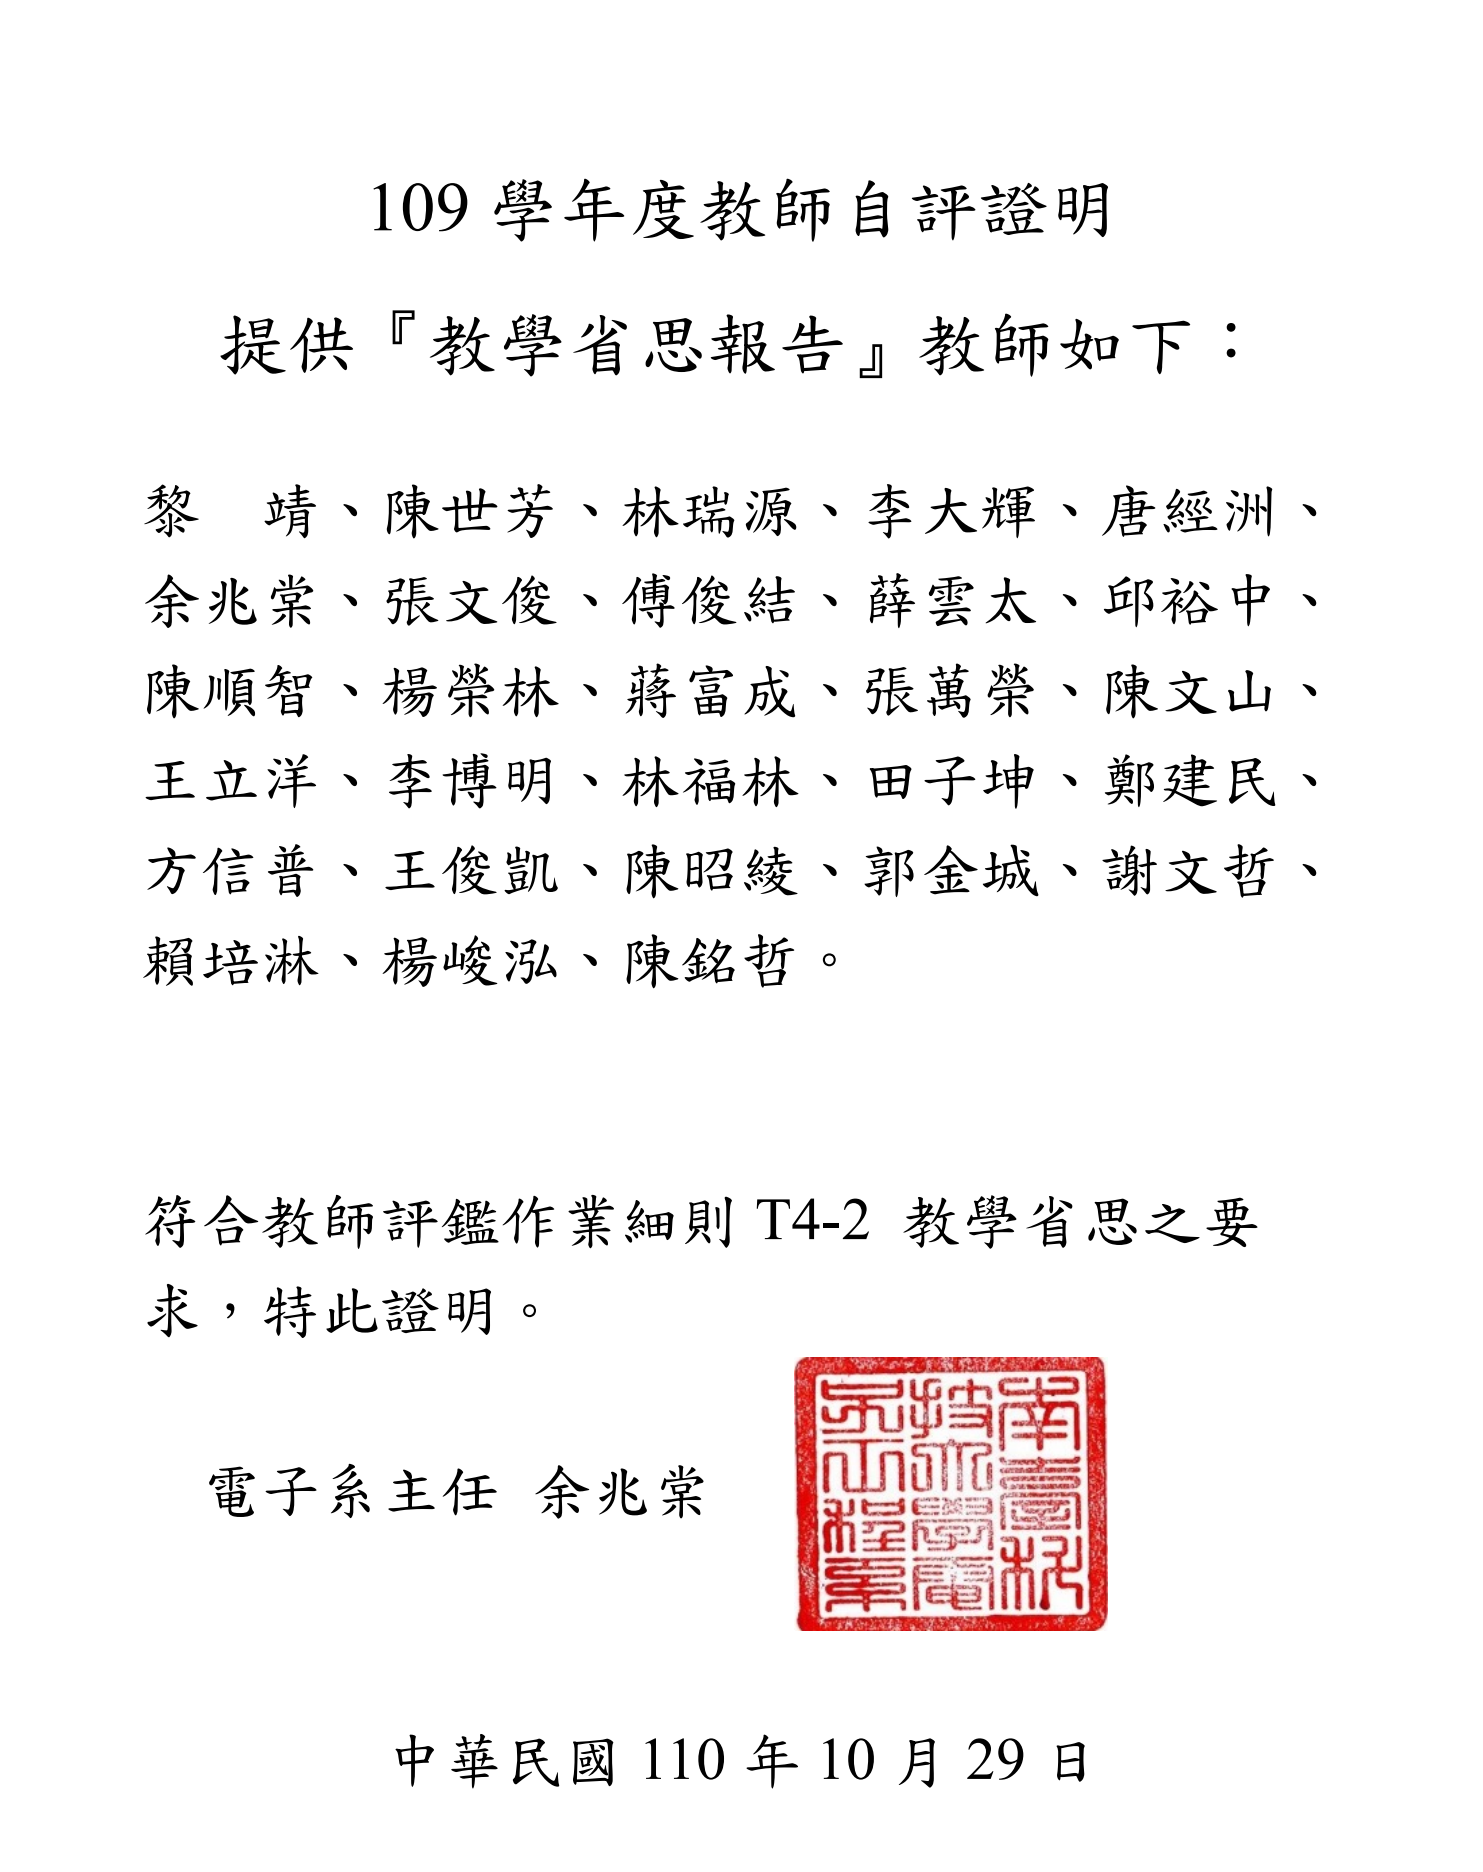 109 學年度教師自評證明
提供『教學省思報告』教師如下：
黎　靖、陳世芳、林瑞源、李大輝、唐經洲、
余兆棠、張文俊、傅俊結、薛雲太、邱裕中、
陳順智、楊榮林、蔣富成、張萬榮、陳文山、
王立洋、李博明、林福林、田子坤、鄭建民、
方信普、王俊凱、陳昭綾、郭金城、謝文哲、
賴培淋、楊峻泓、陳銘哲。
符合教師評鑑作業細則 T4-2 教學省思之要
求，特此證明。
電子系主任 余兆棠
南臺科
技大學電
子工程系
中華民國 110 年 10 月 29 日